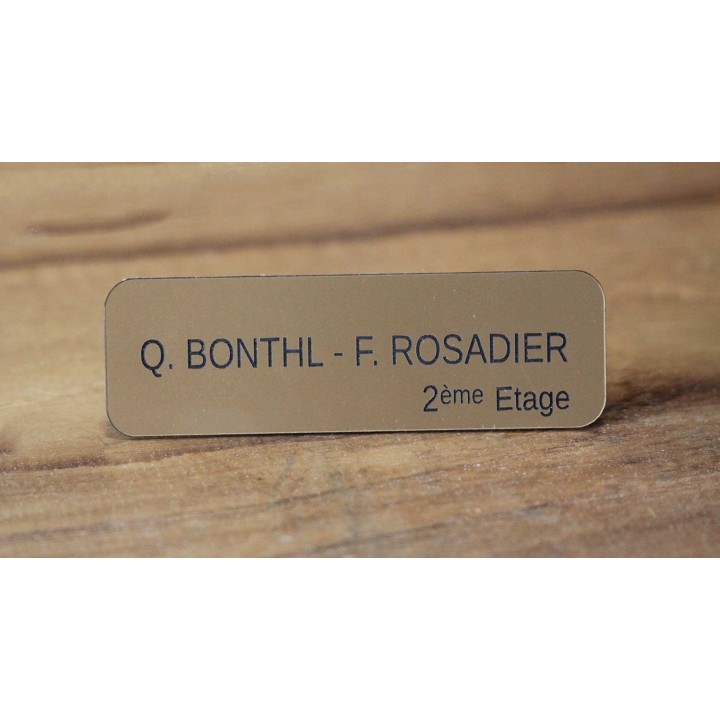 Q. BONTHL - F. ROSADIER
2ème Etage